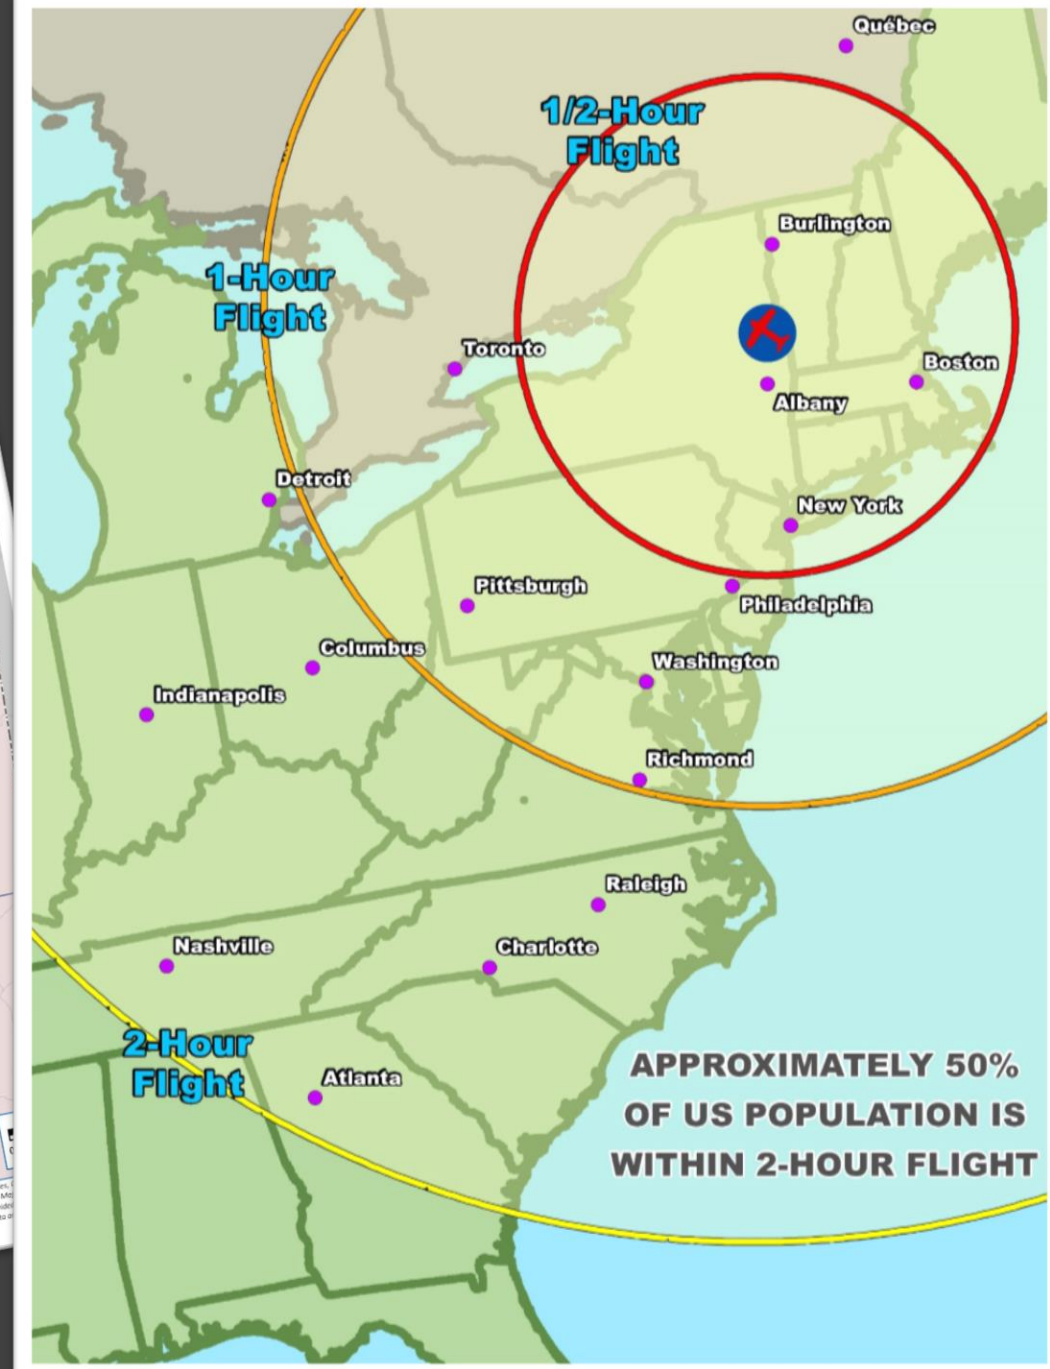 Québec
1/2-Hour
Flight
Burlington
1-Hour
Flight
Toronto
Boston
Albany
Detroit
New York
Pittsburgh
Philadelphia
Columbus
Washington
Indianapolis
Richmond
Raleigh
Nashville
Charlotte
2-Hour
Flight
Atlanta
APPROXIMATELY 50%
OF US POPULATION IS
WITHIN 2-HOUR FLIGHT